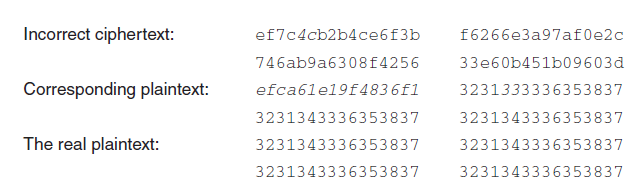 Incorrect ciphertext: ef7c4cb2b4ce6f3b f6266e3a97af0e2c
746ab9a6308f4256 33e60b451b09603d
Corresponding plaintext: efca61e19f4836f1 3231333336353837
3231343336353837 3231343336353837
The real plaintext: 3231343336353837 3231343336353837
3231343336353837 3231343336353837